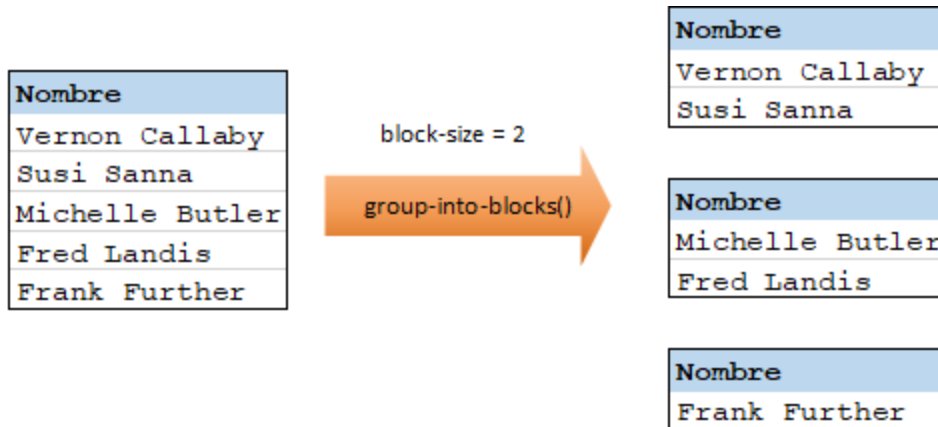 Nombre
Vernon Callaby
Susi Sanna
Michelle Butler
Fred Landis
Frank Further
block-size = 2
group-into-blocks()
Nombre
Vernon Callaby
Susi Sanna
Nombre
Michelle Butler
Fred Landis
Nombre
Frank Further